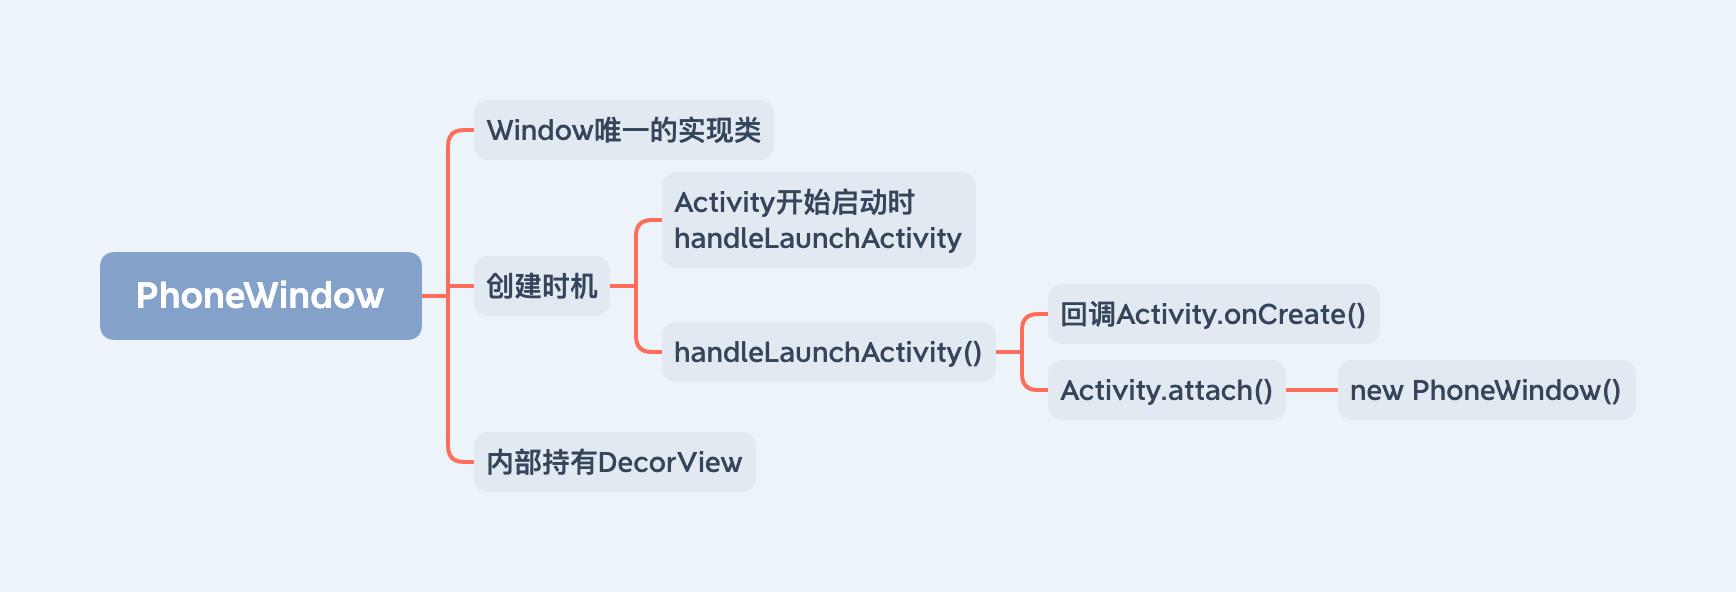 PhoneWindow
Window唯一的实现类
创建时机
Activity开始启动时
handleLaunchActivity
handleLaunchActivity()
回调Activity.onCreate()
Activity.attach()
new PhoneWindow()
内部持有DecorView